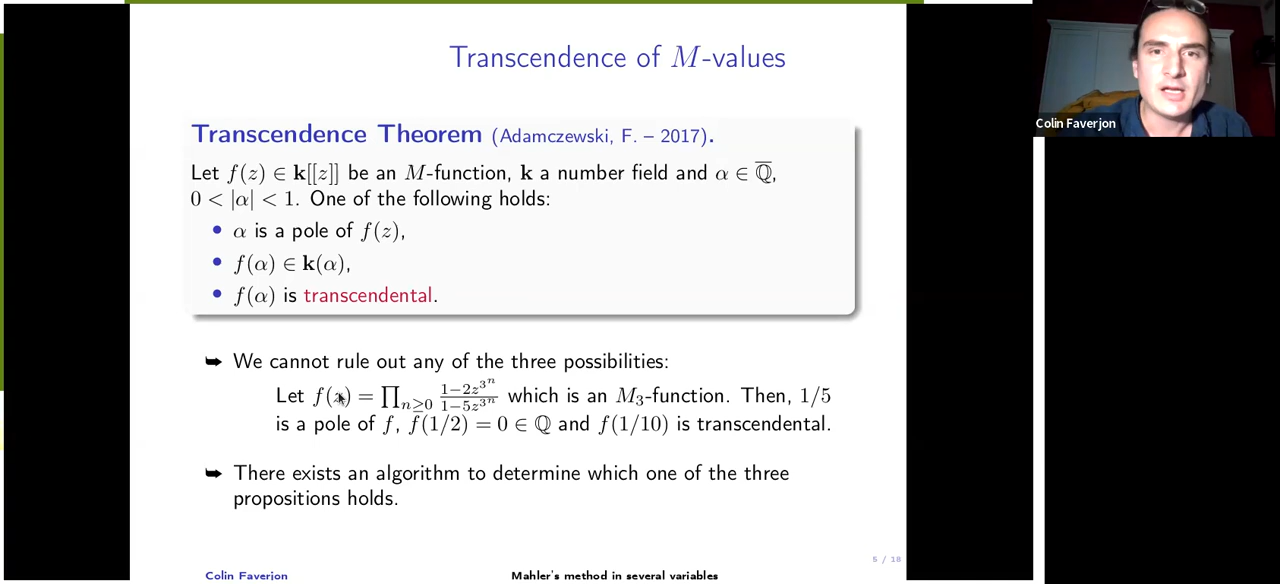 Transcendence of M-values
Colin Faverjon
Transcendence Theorem (Adamczewski, F. – 2017).
Let f(z) ∈ k[[z]] be an M-function, k a number field and α ∈ ℚ̅,
0 < |α| < 1. One of the following holds:
• α is a pole of f(z),
• f(α) ∈ k(α),
• f(α) is transcendental.
➥ We cannot rule out any of the three possibilities:
Let f(z) = ∏ₙ≥₀ (1−2z^{3^n})/(1−5z^{3^n}) which is an M₃-function. Then, 1/5
is a pole of f, f(1/2) = 0 ∈ ℚ and f(1/10) is transcendental.
➥ There exists an algorithm to determine which one of the three
propositions holds.
5 / 18
Colin Faverjon Mahler's method in several variables